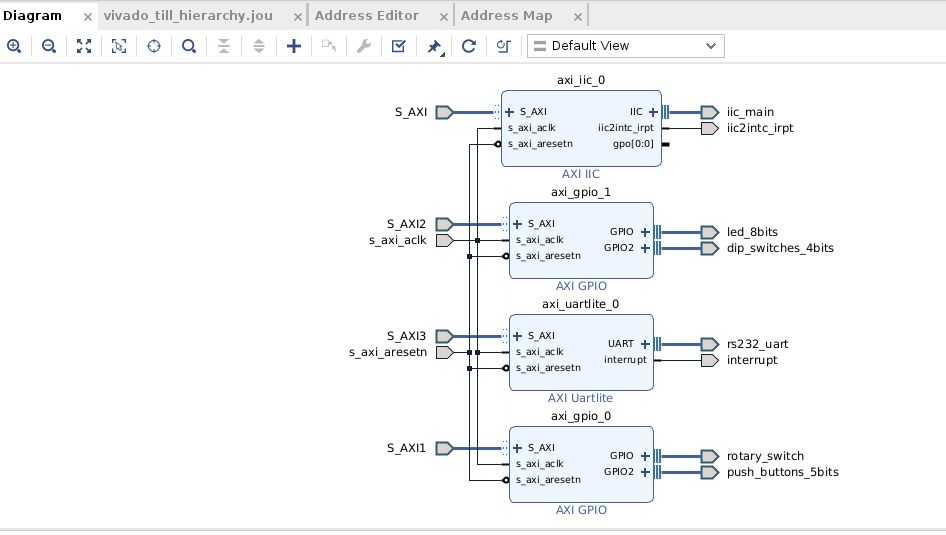 Diagram
vivado_till_hierarchy.jou
Address Editor
Address Map
Default View
axi_iic_0
S_AXI
S_AXI
IIC
iic_main
s_axi_aclk
iic2intc_irpt
iic2intc_irpt
s_axi_aresetn
gpo[0:0]
AXI IIC
axi_gpio_1
S_AXI2
S_AXI
GPIO
led_8bits
s_axi_aclk
s_axi_aclk
GPIO2
dip_switches_4bits
s_axi_aresetn
AXI GPIO
axi_uartlite_0
S_AXI3
S_AXI
UART
rs232_uart
s_axi_aresetn
s_axi_aclk
interrupt
interrupt
s_axi_aresetn
AXI Uartlite
axi_gpio_0
S_AXI1
S_AXI
GPIO
rotary_switch
s_axi_aclk
GPIO2
push_buttons_5bits
s_axi_aresetn
AXI GPIO